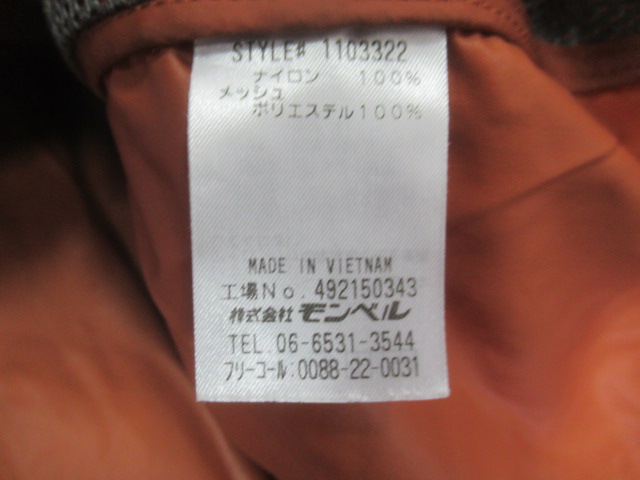 STYLE# 1103322
ナイロン 100%
メッシュ
ポリエステル100%
MADE IN VIETNAM
工場No. 492150343
株式会社 モンベル
TEL. 06-6531-3544
フリーコール:0088-22-0031